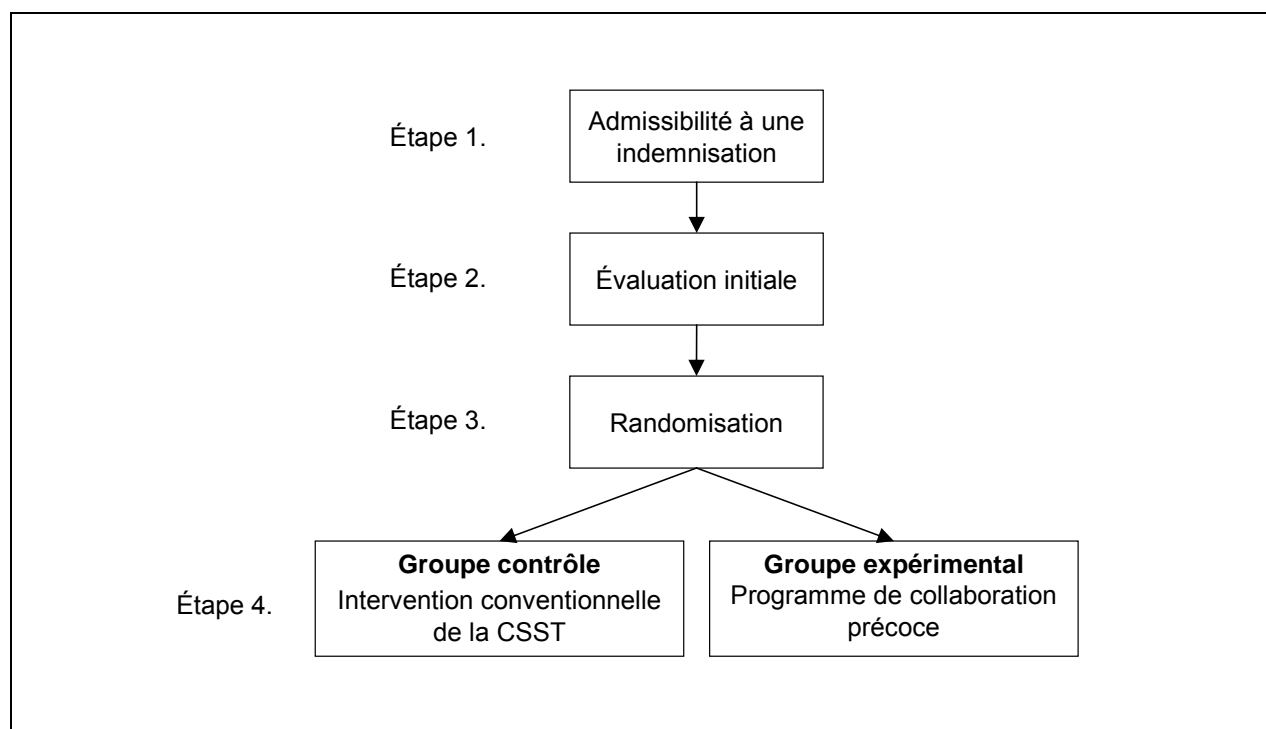 Étape 1.
Admissibilité à une
indemnisation
Étape 2.
Évaluation initiale
Étape 3.
Randomisation
Étape 4.
Groupe contrôle
Intervention conventionnelle
de la CSST
Groupe expérimental
Programme de collaboration
précoce